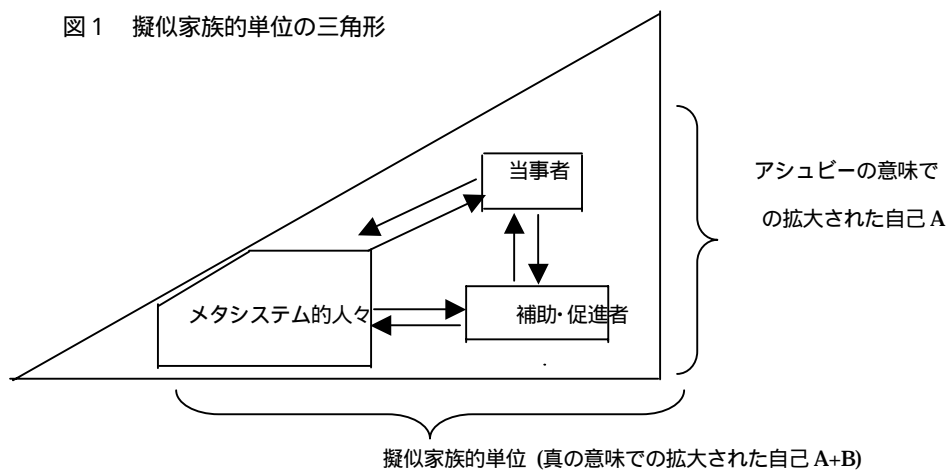 図1 擬似家族的単位の三角形
当事者
アシュビーの意味で
の拡大された自己 A
メタシステム的人々
補助・促進者
擬似家族的単位 (真の意味での拡大された自己 A+B)